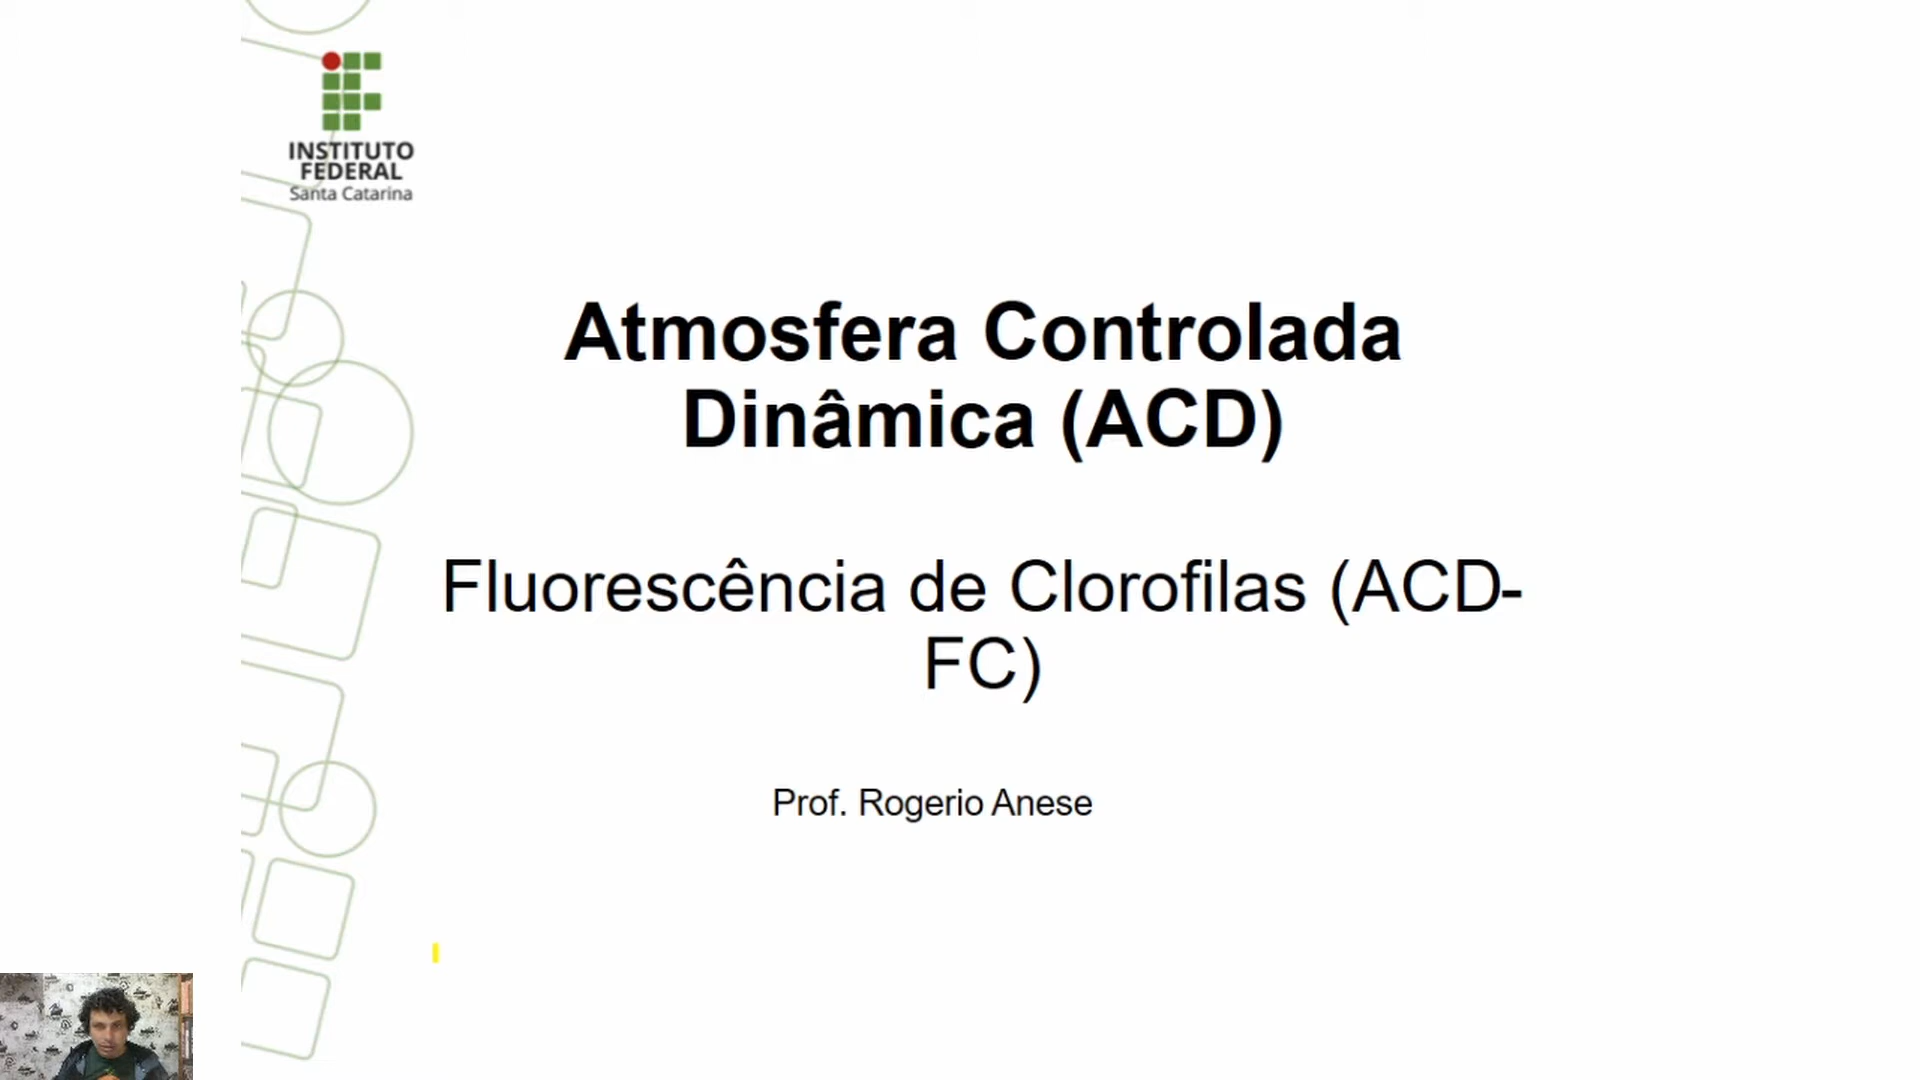 INSTITUTO
FEDERAL
Santa Catarina
Atmosfera Controlada
Dinâmica (ACD)
Fluorescência de Clorofilas (ACD-
FC)
Prof. Rogerio Anese